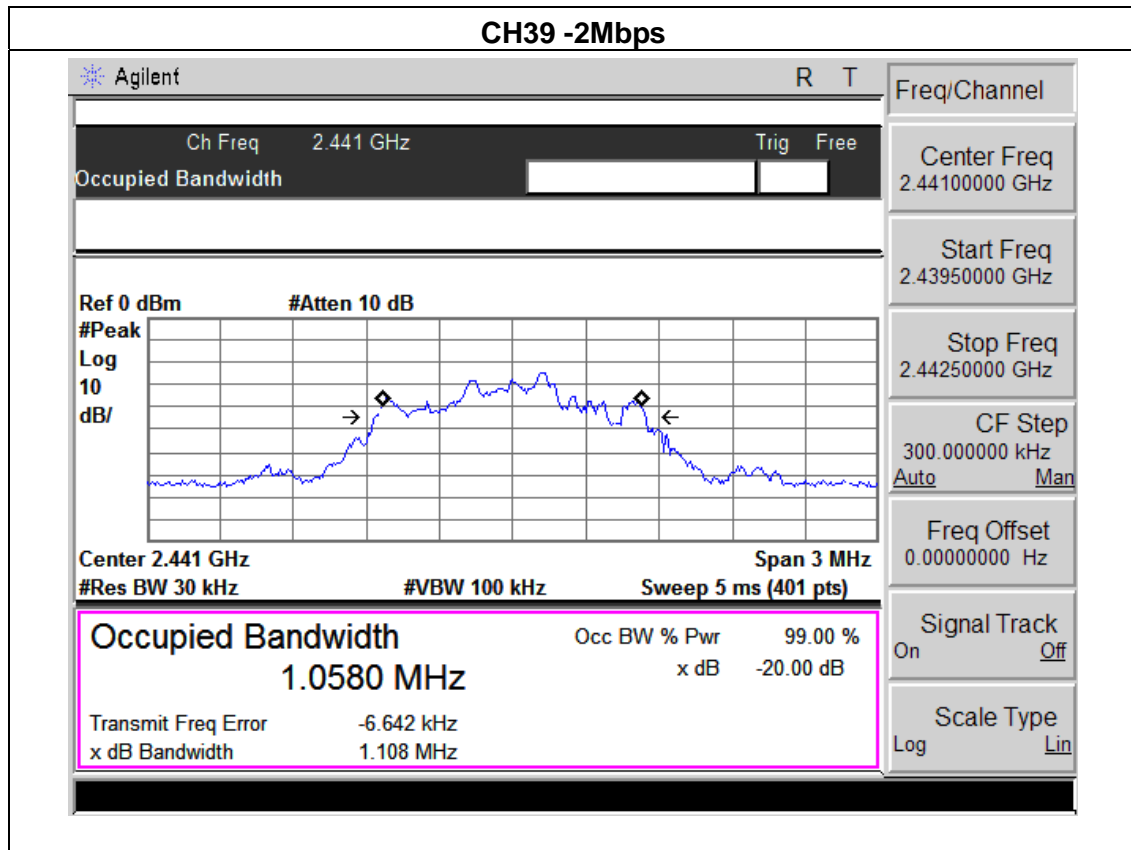 CH39 -2Mbps
Agilent R T
Ch Freq 2.441 GHz Trig Free
Occupied Bandwidth
Ref 0 dBm #Atten 10 dB
#Peak
Log
10
dB/
Center 2.441 GHz Span 3 MHz
#Res BW 30 kHz #VBW 100 kHz Sweep 5 ms (401 pts)
Occupied Bandwidth Occ BW % Pwr 99.00 %
1.0580 MHz x dB -20.00 dB
Transmit Freq Error -6.642 kHz
x dB Bandwidth 1.108 MHz
Freq/Channel
Center Freq
2.44100000 GHz
Start Freq
2.43950000 GHz
Stop Freq
2.44250000 GHz
CF Step
300.000000 kHz
Auto Man
Freq Offset
0.00000000 Hz
Signal Track
On Off
Scale Type
Log Lin